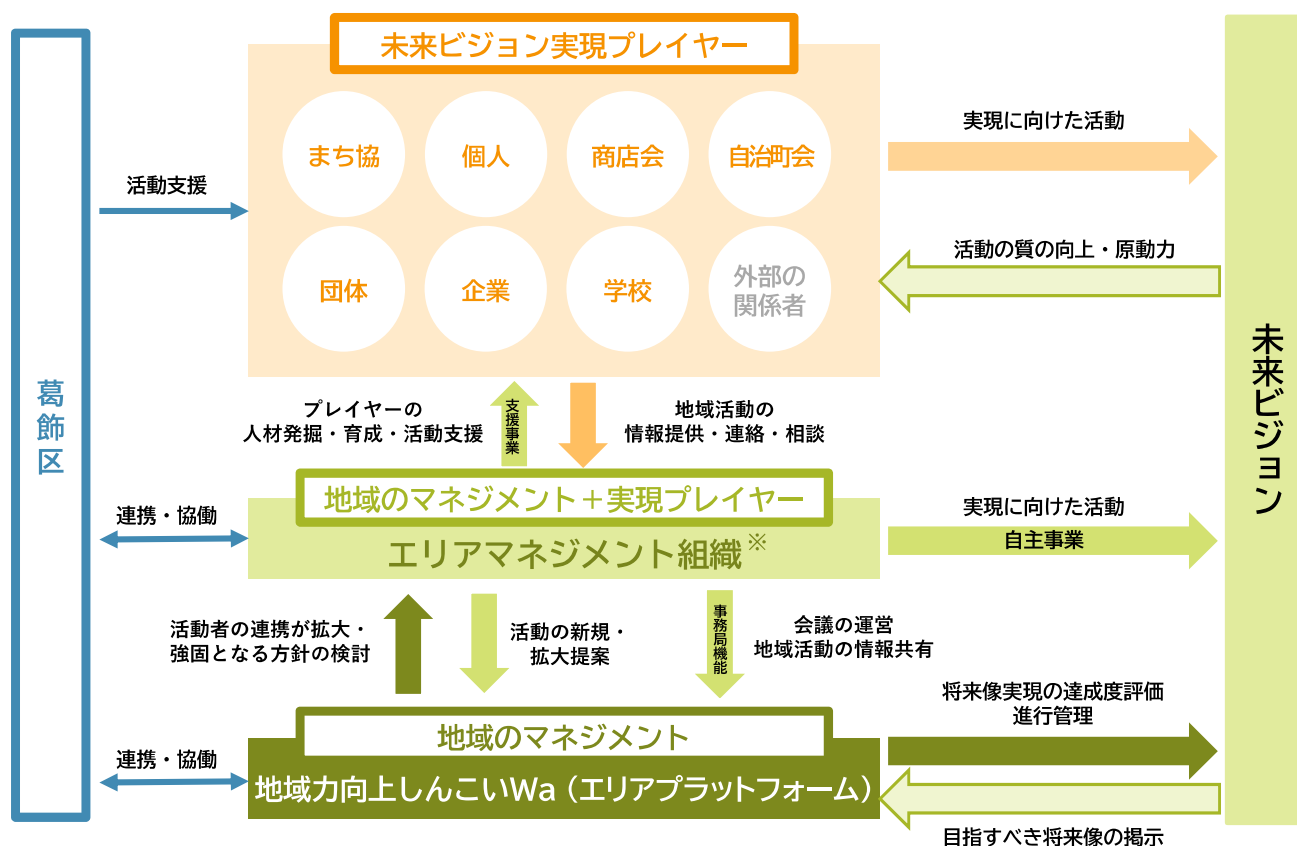 未来ビジョン実現プレイヤー
まち協
個人
商店会
自治町会
団体
企業
学校
外部の
関係者
活動支援
実現に向けた活動
活動の質の向上・原動力
葛飾区
未来ビジョン
プレイヤーの
人材発掘・育成・活動支援
支援事業
地域活動の
情報提供・連絡・相談
地域のマネジメント＋実現プレイヤー
エリアマネジメント組織※
連携・協働
実現に向けた活動
自主事業
活動者の連携が拡大・
強固となる方針の検討
活動の新規・
拡大提案
事務局機能
会議の運営
地域活動の情報共有
地域のマネジメント
地域力向上しんこいWa（エリアプラットフォーム）
連携・協働
将来像実現の達成度評価
進行管理
目指すべき将来像の掲示